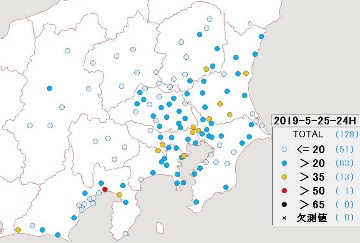 2019-5-25-24H
TOTAL (128)
<= 20 (51)
> 20 (63)
> 35 (13)
> 50 (1)
> 65 (0)
× 欠測値 (0)